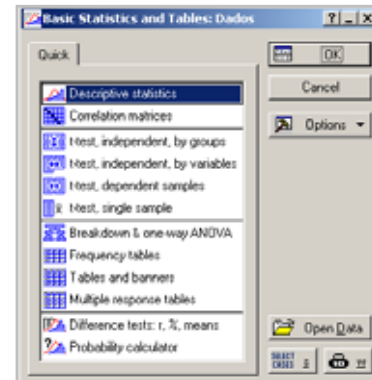 Basic Statistics and Tables: Dados
Quick
OK
Cancel
Options
Descriptive statistics
Correlation matrices
t-test, independent, by groups
t-test, independent, by variables
t-test, dependent samples
t-test, single sample
Breakdown & one-way ANOVA
Frequency tables
Tables and banners
Multiple response tables
Difference tests: r, %, means
Probability calculator
Open Data
SELECT CASES S
W